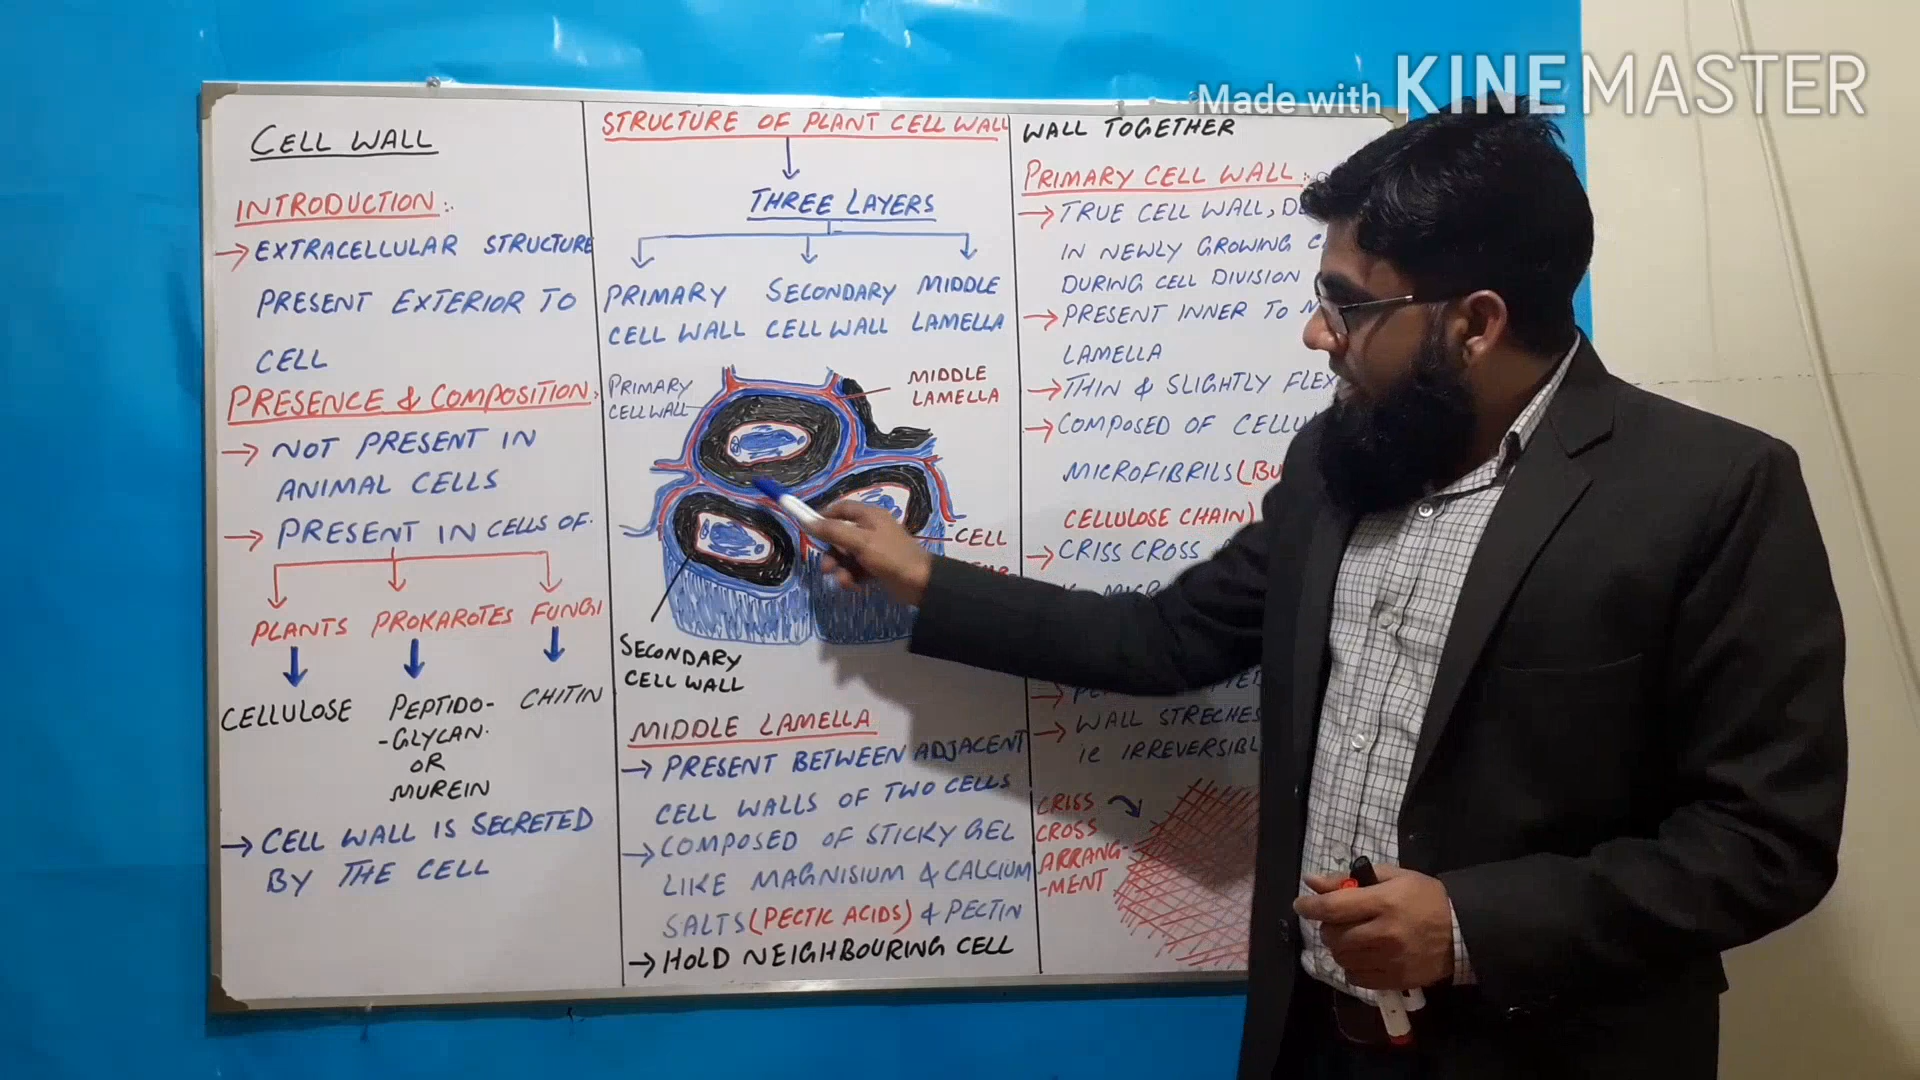 Made with KINEMASTER
CELL WALL
INTRODUCTION:-
→ EXTRACELLULAR STRUCTURE
PRESENT EXTERIOR TO
CELL
PRESENCE & COMPOSITION:-
→ NOT PRESENT IN
ANIMAL CELLS
→ PRESENT IN CELLS OF.
PLANTS PROKAROTES FUNGI
CELLULOSE PEPTIDO- CHITIN
-GLYCAN.
OR
MUREIN
→ CELL WALL IS SECRETED
BY THE CELL
STRUCTURE OF PLANT CELL WALL
THREE LAYERS
PRIMARY SECONDARY MIDDLE
CELL WALL CELL WALL LAMELLA
PRIMARY
CELL WALL
MIDDLE
LAMELLA
CELL
SECONDARY
CELL WALL
MIDDLE LAMELLA
→ PRESENT BETWEEN ADJACENT
CELL WALLS OF TWO CELLS
→ COMPOSED OF STICKY GEL
LIKE MAGNISIUM & CALCIUM
SALTS (PECTIC ACIDS) & PECTIN
→ HOLD NEIGHBOURING CELL
WALL TOGETHER
PRIMARY CELL WALL:-
→ TRUE CELL WALL,
IN NEWLY GROWING
DURING CELL DIVISION
→ PRESENT INNER TO
LAMELLA
→ THIN & SLIGHTLY
→ COMPOSED OF
MICROFIBRILS
CELLULOSE CHAIN)
→ CRISS CROSS
→ WALL STRECHES
ie IRREVERSIBL
CRISS
CROSS
ARRANG-
-MENT